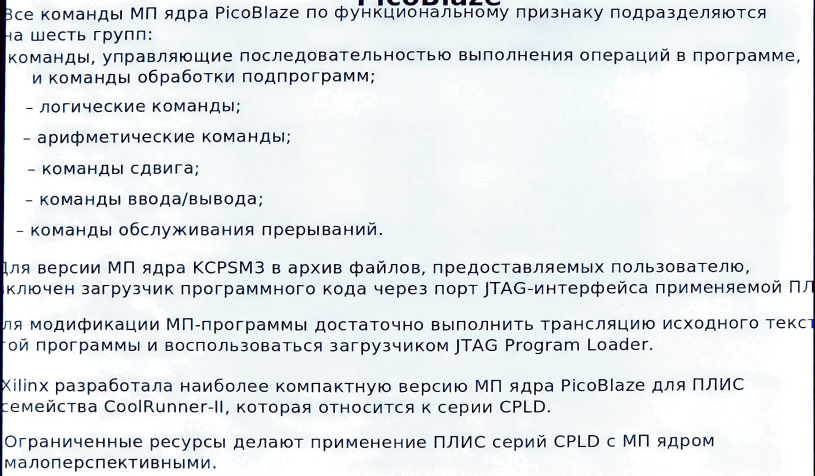 PicoBlaze
Все команды МП ядра PicoBlaze по функциональному признаку подразделяются
на шесть групп:
команды, управляющие последовательностью выполнения операций в программе,
и команды обработки подпрограмм;
– логические команды;
– арифметические команды;
– команды сдвига;
– команды ввода/вывода;
– команды обслуживания прерываний.
Для версии МП ядра KCPSM3 в архив файлов, предоставляемых пользователю,
включен загрузчик программного кода через порт JTAG-интерфейса применяемой ПЛ
ля модификации МП-программы достаточно выполнить трансляцию исходного текст
той программы и воспользоваться загрузчиком JTAG Program Loader.
Xilinx разработала наиболее компактную версию МП ядра PicoBlaze для ПЛИС
семейства CoolRunner-II, которая относится к серии CPLD.
Ограниченные ресурсы делают применение ПЛИС серий CPLD с МП ядром
малоперспективными.